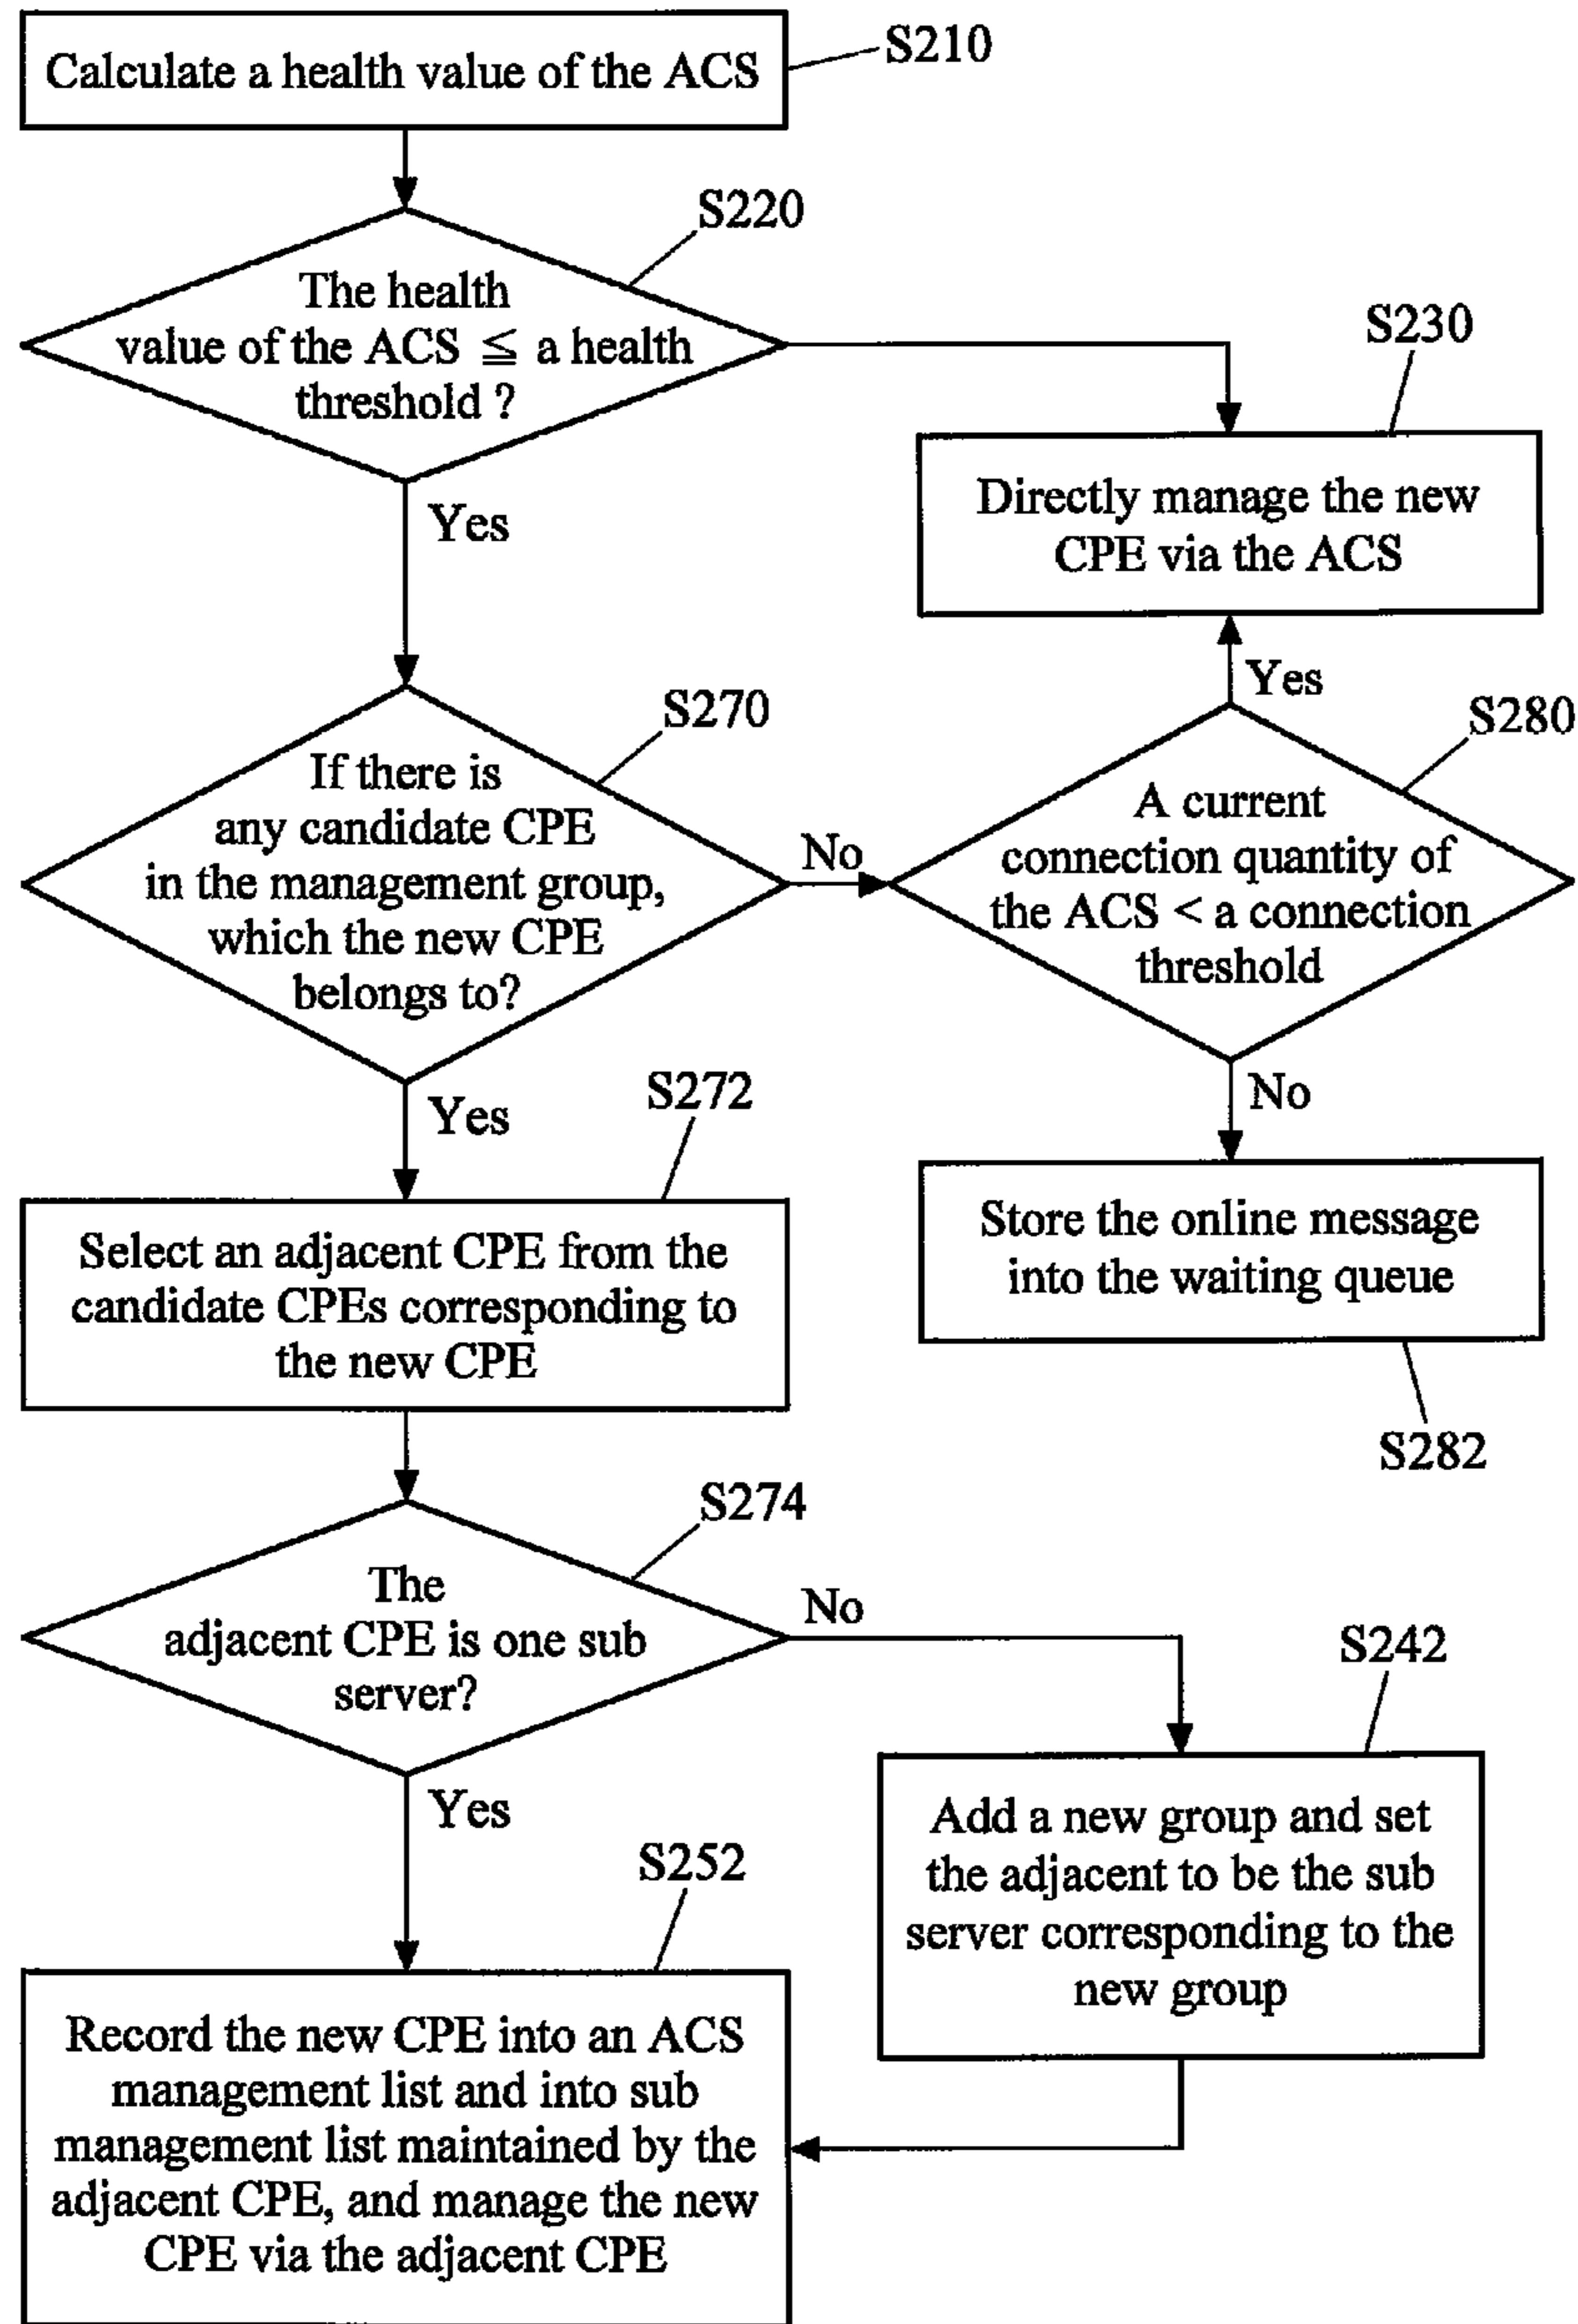 Calculate a health value of the ACS
S210
S220
The health
value of the ACS ≦ a health
threshold ?
S230
Directly manage the new
CPE via the ACS
Yes
Yes
S270
S280
If there is
any candidate CPE
in the management group,
which the new CPE
belongs to?
No
A current
connection quantity of
the ACS < a connection
threshold
Yes
S272
No
Select an adjacent CPE from the
candidate CPEs corresponding to
the new CPE
Store the online message
into the waiting queue
S282
S274
The
adjacent CPE is one sub
server?
No
S242
Yes
Add a new group and set
the adjacent to be the sub
server corresponding to the
new group
S252
Record the new CPE into an ACS
management list and into sub
management list maintained by the
adjacent CPE, and manage the new
CPE via the adjacent CPE